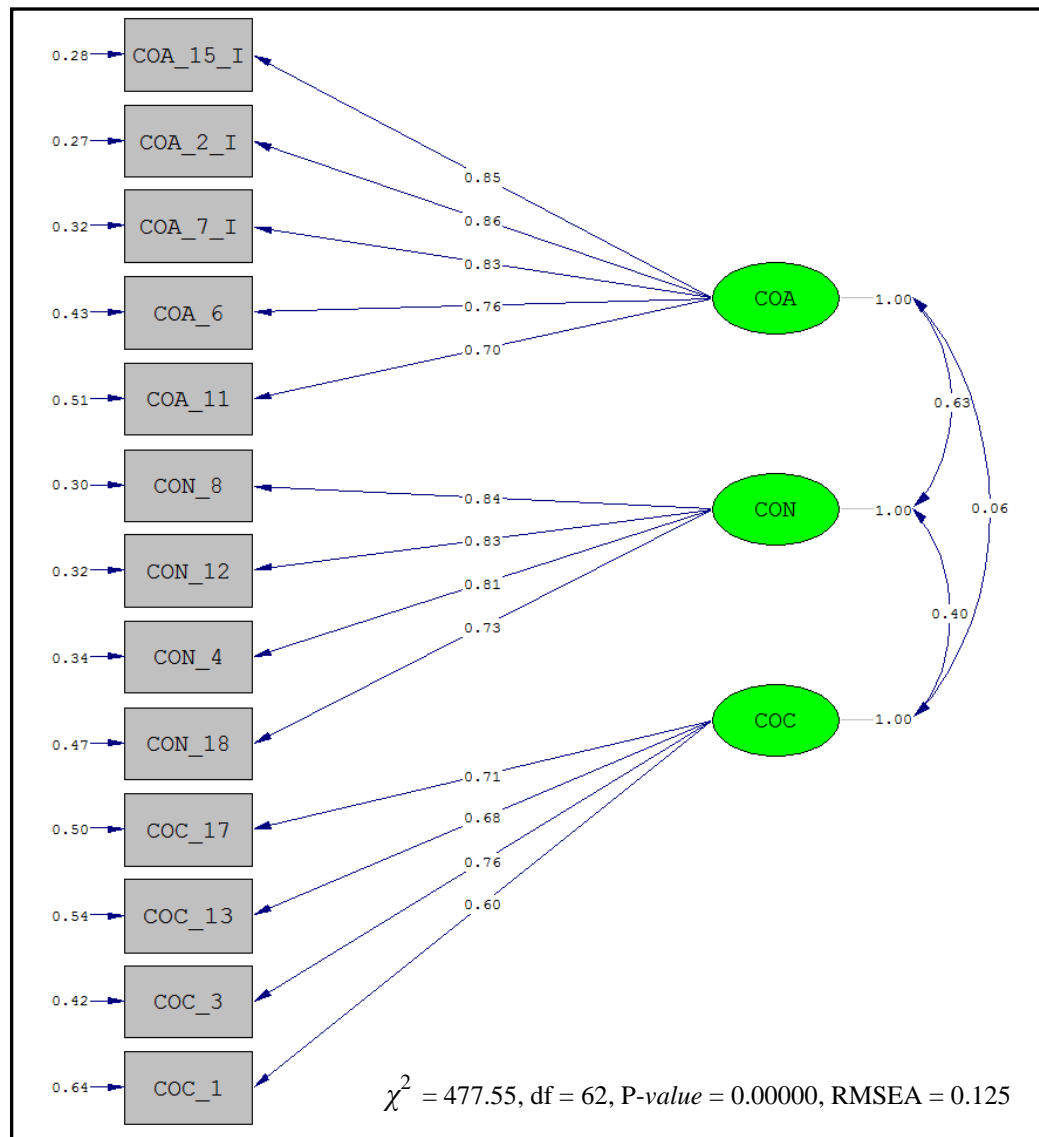 0.28 COA_15_I
0.27 COA_2_I
0.32 COA_7_I
0.43 COA_6
0.51 COA_11
0.30 CON_8
0.32 CON_12
0.34 CON_4
0.47 CON_18
0.50 COC_17
0.54 COC_13
0.42 COC_3
0.64 COC_1
0.85
0.86
0.83
0.76
0.70
0.84
0.83
0.81
0.73
0.71
0.68
0.76
0.60
COA 1.00
CON 1.00
COC 1.00
0.63
0.06
0.40
χ² = 477.55, df = 62, P-value = 0.00000, RMSEA = 0.125